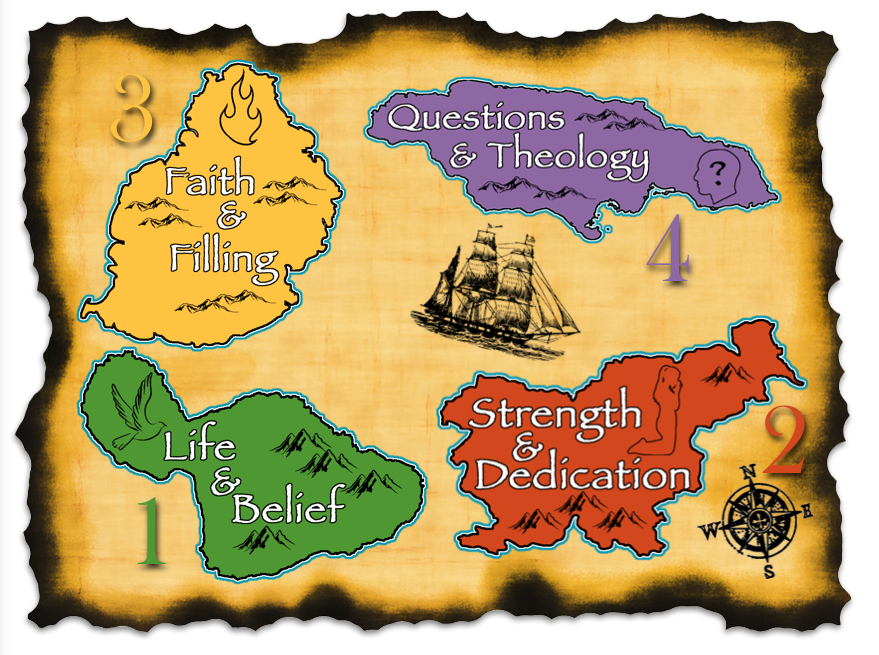 3
Faith
&
Filling
Questions
& Theology
?
4
1
Life
&
Belief
Strength
&
Dedication
2
N
W E
S